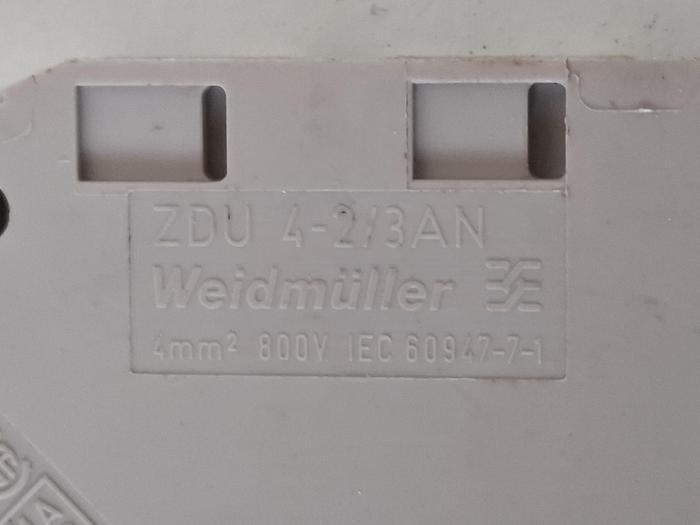 ZDU 4-2/3AN
Weidmüller
4mm² 800V IEC 60947-7-1